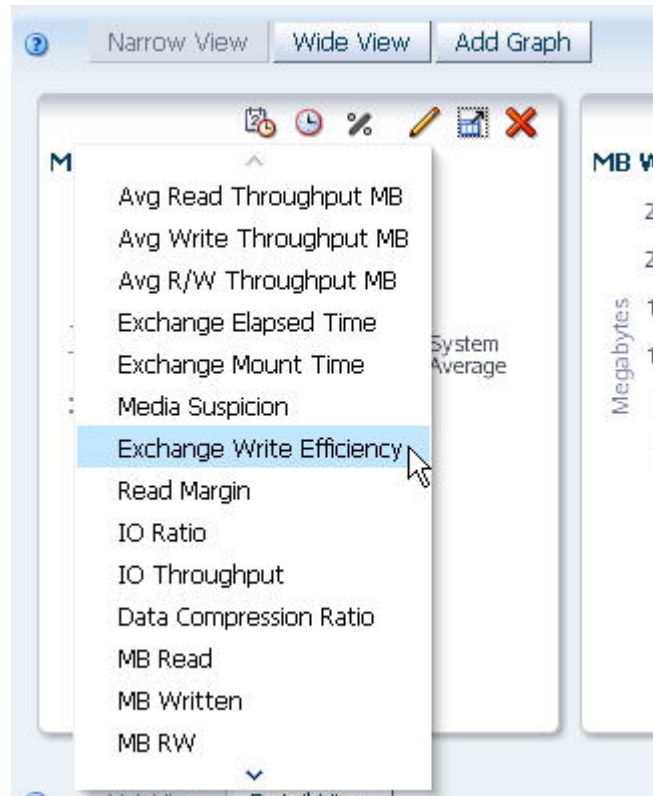 Narrow View Wide View Add Graph
Avg Read Throughput MB
Avg Write Throughput MB
Avg R/W Throughput MB
Exchange Elapsed Time
Exchange Mount Time
Media Suspicion
Exchange Write Efficiency
Read Margin
IO Ratio
IO Throughput
Data Compression Ratio
MB Read
MB Written
MB RW
System
Average
MB
Megabytes